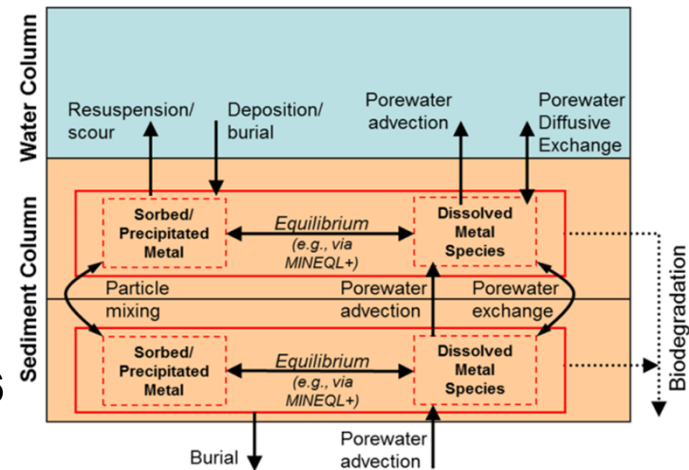 Water Column
Resuspension/
scour
Deposition/
burial
Porewater
advection
Porewater
Diffusive
Exchange
Sediment Column
Sorbed/
Precipitated
Metal
Equilibrium
(e.g., via
MINEQL+)
Dissolved
Metal
Species
Particle
mixing
Porewater
advection
Porewater
exchange
Biodegradation
Sorbed/
Precipitated
Metal
Equilibrium
(e.g., via
MINEQL+)
Dissolved
Metal
Species
Burial
Porewater
advection